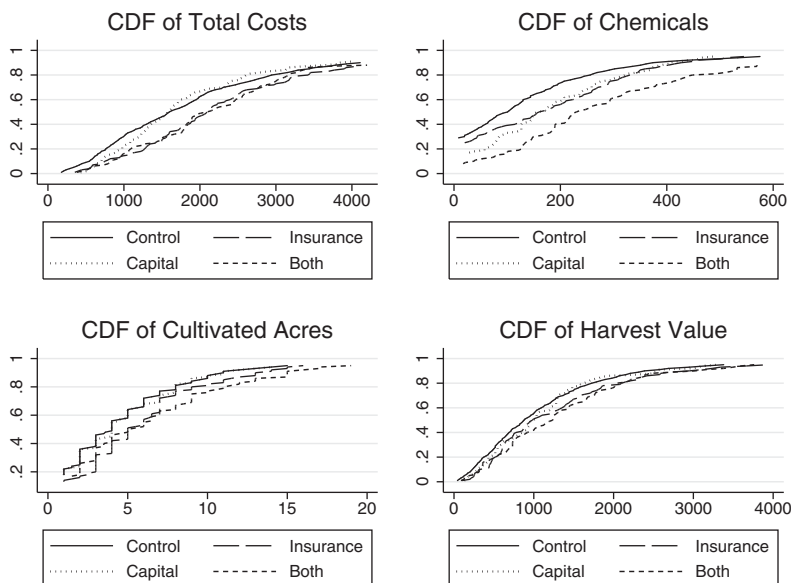 CDF of Total Costs
1
.8
.6
.4
.2
0
0 1000 2000 3000 4000
Control Insurance
Capital Both
CDF of Chemicals
1
.8
.6
.4
.2
0
0 200 400 600
Control Insurance
Capital Both
CDF of Cultivated Acres
1
.8
.6
.4
.2
0 5 10 15 20
Control Insurance
Capital Both
CDF of Harvest Value
1
.8
.6
.4
.2
0
0 1000 2000 3000 4000
Control Insurance
Capital Both